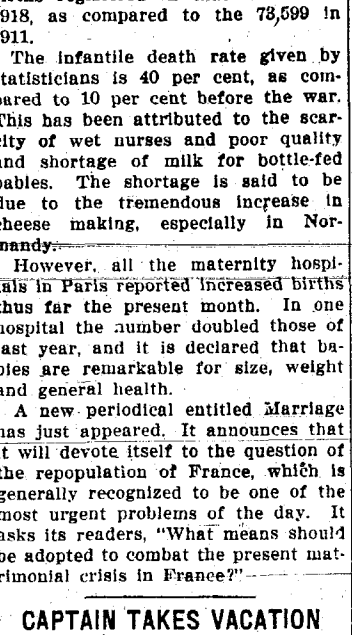 918, as compared to the 73,599 in
911.
The infantile death rate given by
tatisticians is 40 per cent, as com-
pared to 10 per cent before the war.
This has been attributed to the scar-
city of wet nurses and poor quality
and shortage of milk for bottle-fed
babies. The shortage is said to be
due to the tremendous increase in
cheese making, especially in Nor-
mandy.
However, all the maternity hospi-
als in Paris reported increased births
thus far the present month. In one
hospital the number doubled those of
ast year, and it is declared that ba-
bies are remarkable for size, weight
and general health.
A new periodical entitled Marriage
has just appeared. It announces that
it will devote itself to the question of
the repopulation of France, which is
generally recognized to be one of the
most urgent problems of the day. It
asks its readers, "What means should
be adopted to combat the present mat-
rimonial crisis in France?"
CAPTAIN TAKES VACATION